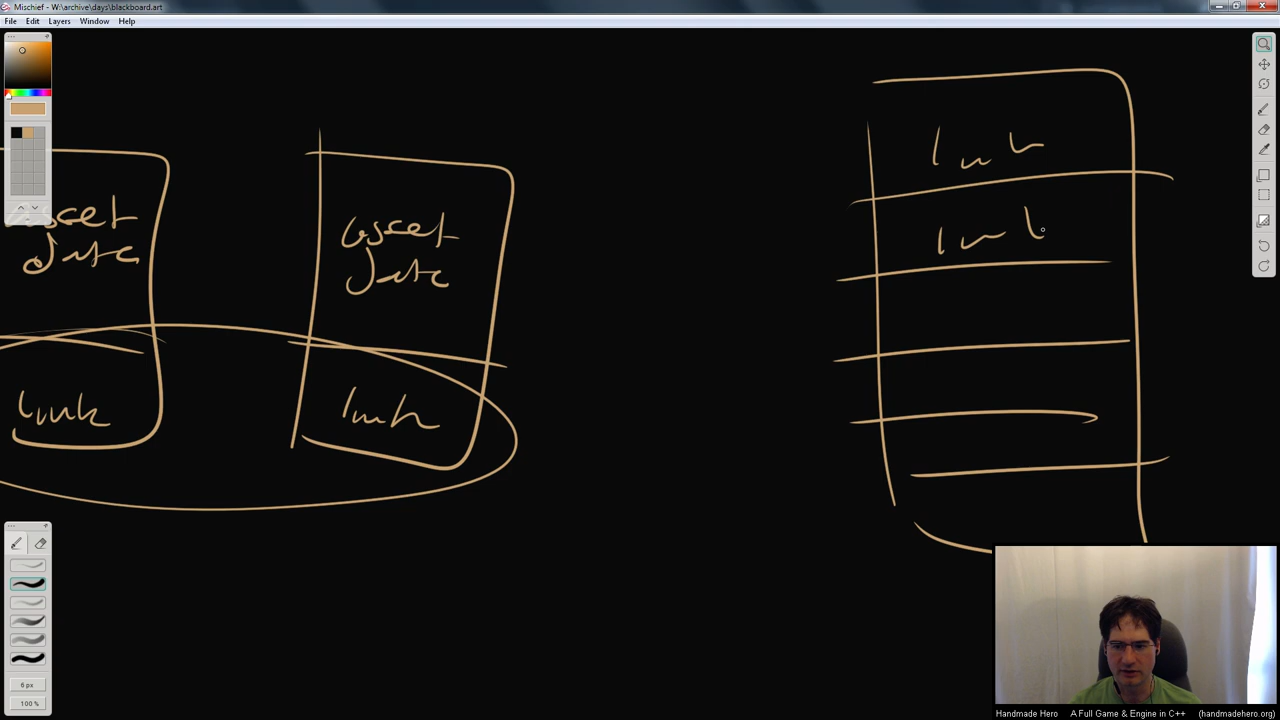 Mischief - W:\archive\days\blackboard.art
File Edit Layers Window Help
asset
data
link
asset
data
link
link
link
6 px
100 %
Handmade Hero A Full Game & Engine in C++ (handmadehero.org)